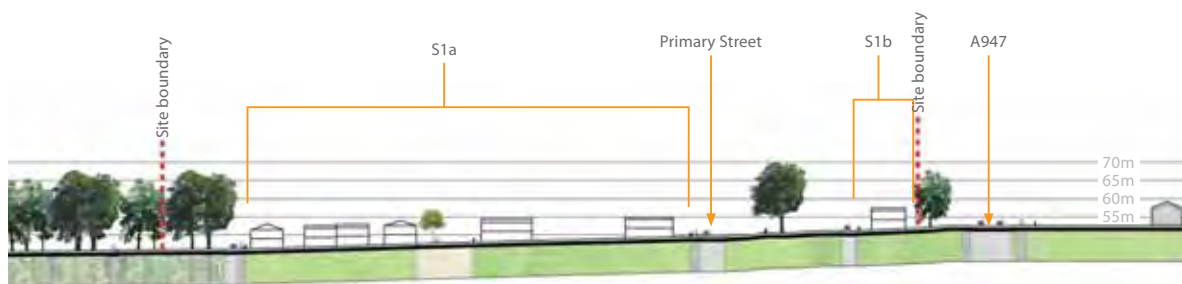 Site boundary
S1a
Primary Street
S1b
Site boundary
A947
70m
65m
60m
55m